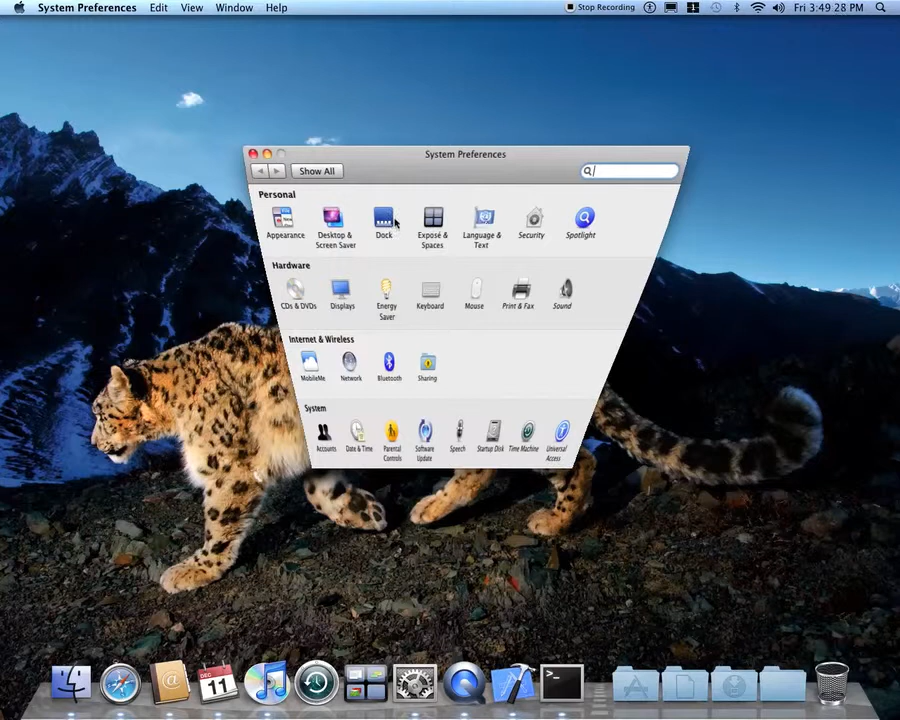 System Preferences Edit View Window Help Stop Recording 1 Fri 3:49:28 PM
System Preferences
Show All
Personal
Appearance Desktop & Screen Saver Dock Exposé & Spaces Language & Text Security Spotlight
Hardware
CDs & DVDs Displays Energy Saver Keyboard Mouse Print & Fax Sound
Internet & Wireless
MobileMe Network Bluetooth Sharing
System
Accounts Date & Time Parental Controls Software Update Speech Startup Disk Time Machine Universal Access
DEC
11